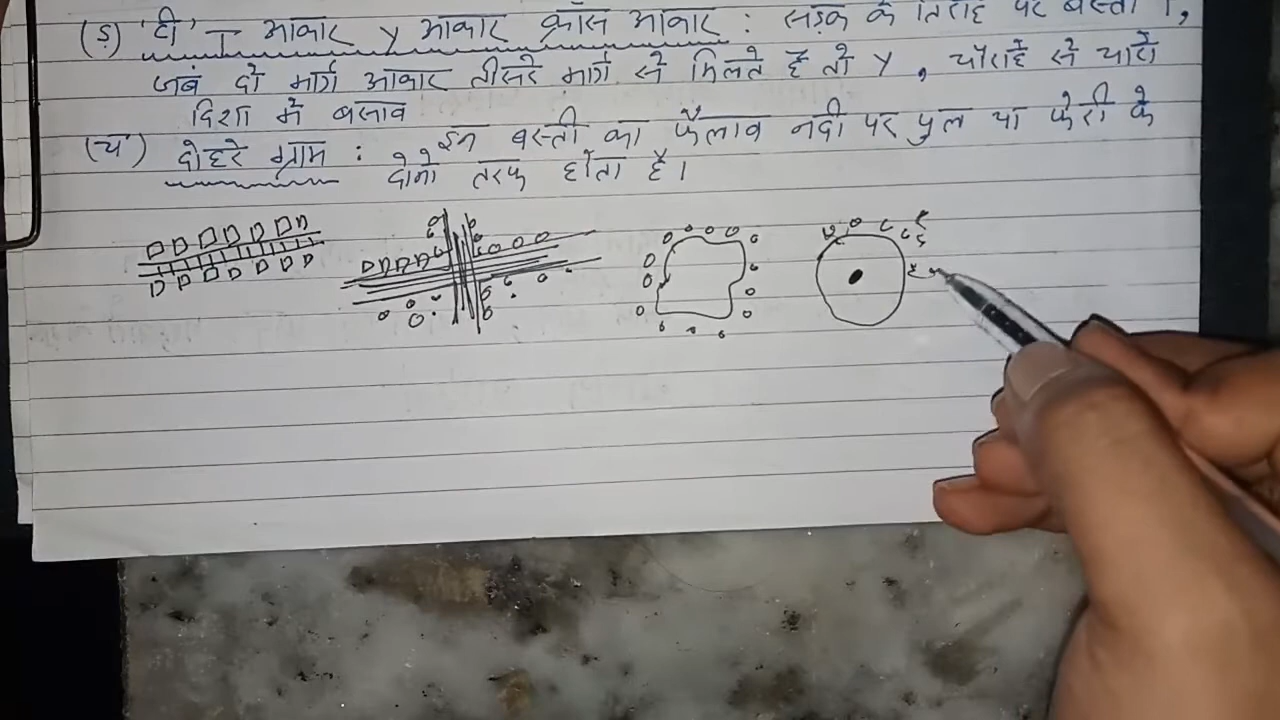 (ड़) 'टी' T आकार y आकार क्रॉस आकार : सड़क के तिराहे पर बस्ती T,
जब दो मार्ग आकार तीसरे मार्ग से मिलते हैं तो Y, चौराहे से चारों
दिशा में बसाव
(च) दोहरे ग्राम : इन बस्ती का फैलाव नदी पर पुल या फेरी के
दोनों तरफ होता है।